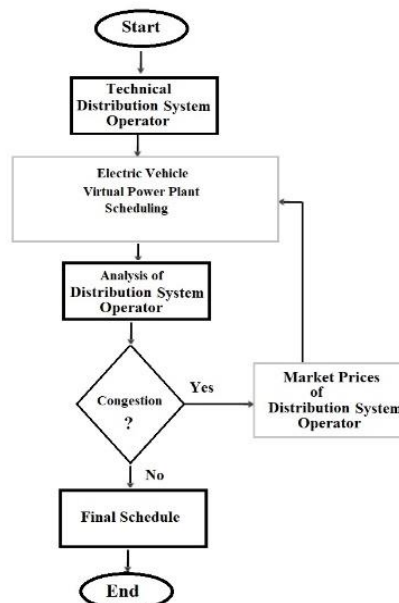 Start
Technical
Distribution System
Operator
Electric Vehicle
Virtual Power Plant
Scheduling
Analysis of
Distribution System
Operator
Congestion
?
Yes
Market Prices
of
Distribution System
Operator
No
Final Schedule
End